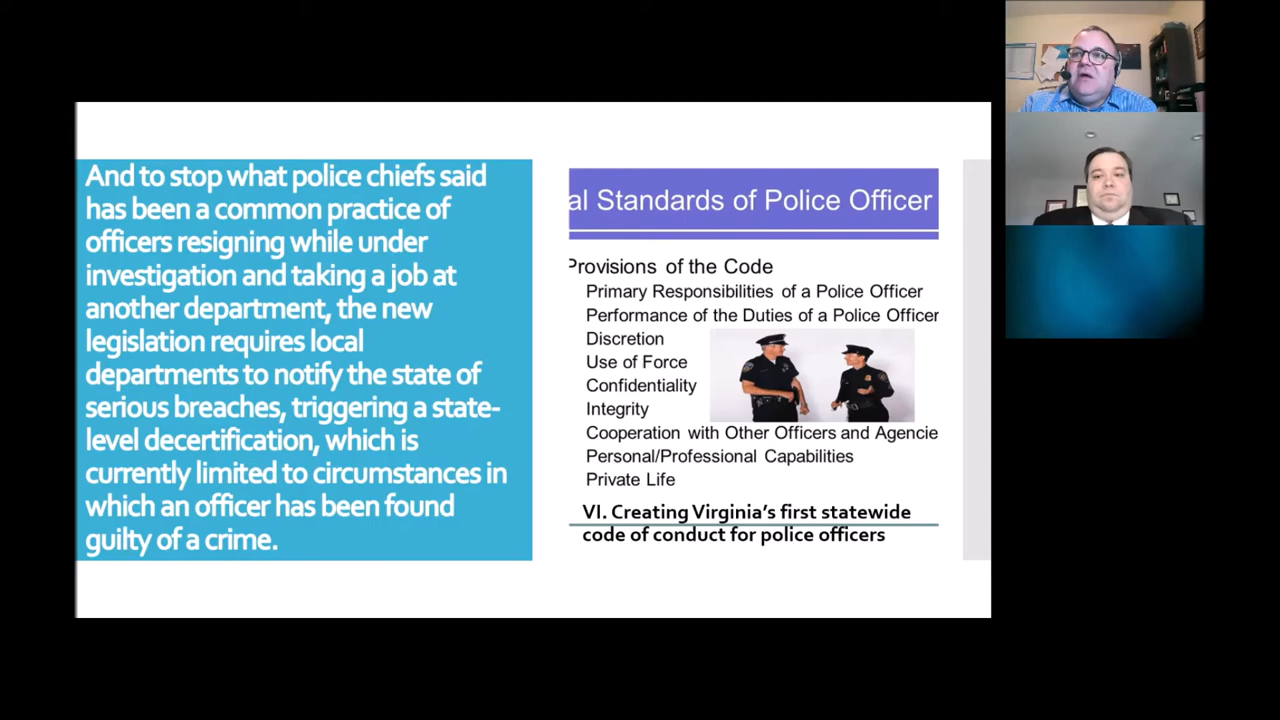 And to stop what police chiefs said
has been a common practice of
officers resigning while under
investigation and taking a job at
another department, the new
legislation requires local
departments to notify the state of
serious breaches, triggering a state-
level decertification, which is
currently limited to circumstances in
which an officer has been found
guilty of a crime.
al Standards of Police Officer
Provisions of the Code
Primary Responsibilities of a Police Officer
Performance of the Duties of a Police Officer
Discretion
Use of Force
Confidentiality
Integrity
Cooperation with Other Officers and Agencie
Personal/Professional Capabilities
Private Life
VI. Creating Virginia's first statewide
code of conduct for police officers